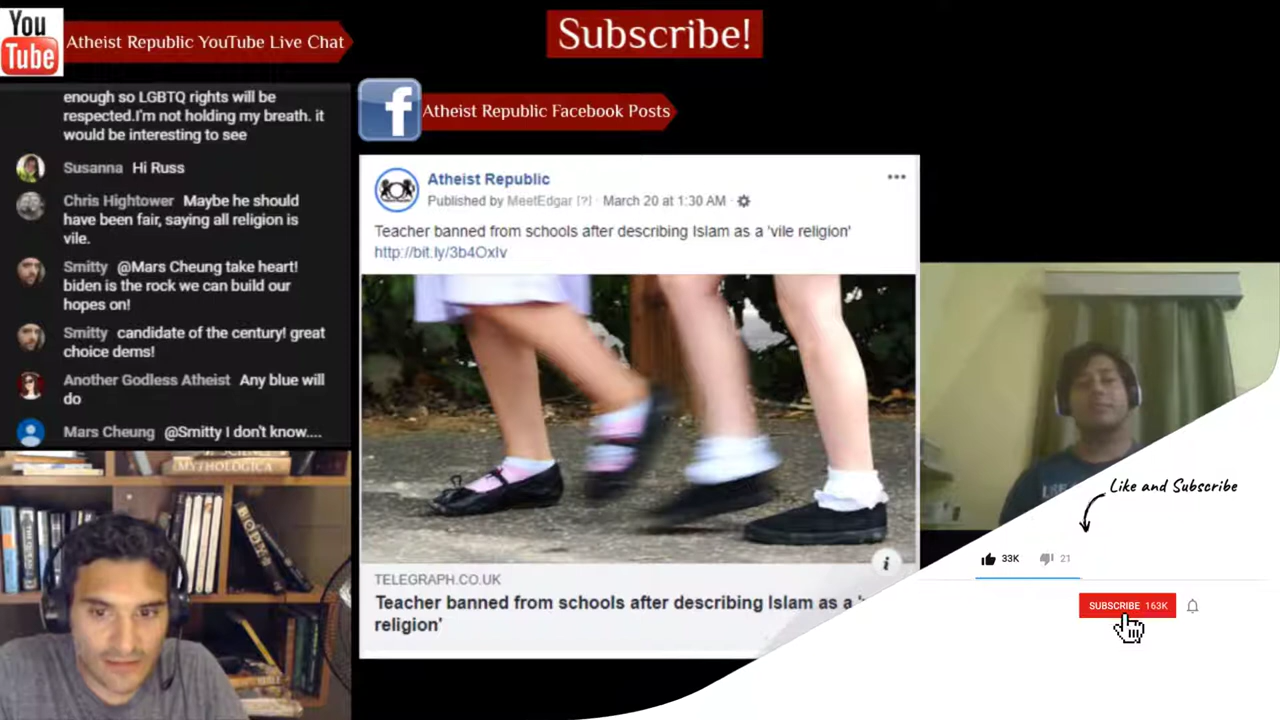 You
Tube
Atheist Republic YouTube Live Chat
Subscribe!
Atheist Republic Facebook Posts
enough so LGBTQ rights will be
respected.I'm not holding my breath. it
would be interesting to see
Susanna Hi Russ
Chris Hightower Maybe he should
have been fair, saying all religion is
vile.
Smitty @Mars Cheung take heart!
biden is the rock we can build our
hopes on!
Smitty candidate of the century! great
choice dems!
Another Godless Atheist Any blue will
do
Mars Cheung @Smitty I don't know....
f
Atheist Republic
Published by MeetEdgar [?] · March 20 at 1:30 AM ·
Teacher banned from schools after describing Islam as a 'vile religion'
http://bit.ly/3b4Oxlv
i
TELEGRAPH.CO.UK
Teacher banned from schools after describing Islam as a '
religion'
MYTHOLOGICA
Like and Subscribe
33K 21
SUBSCRIBE 163K